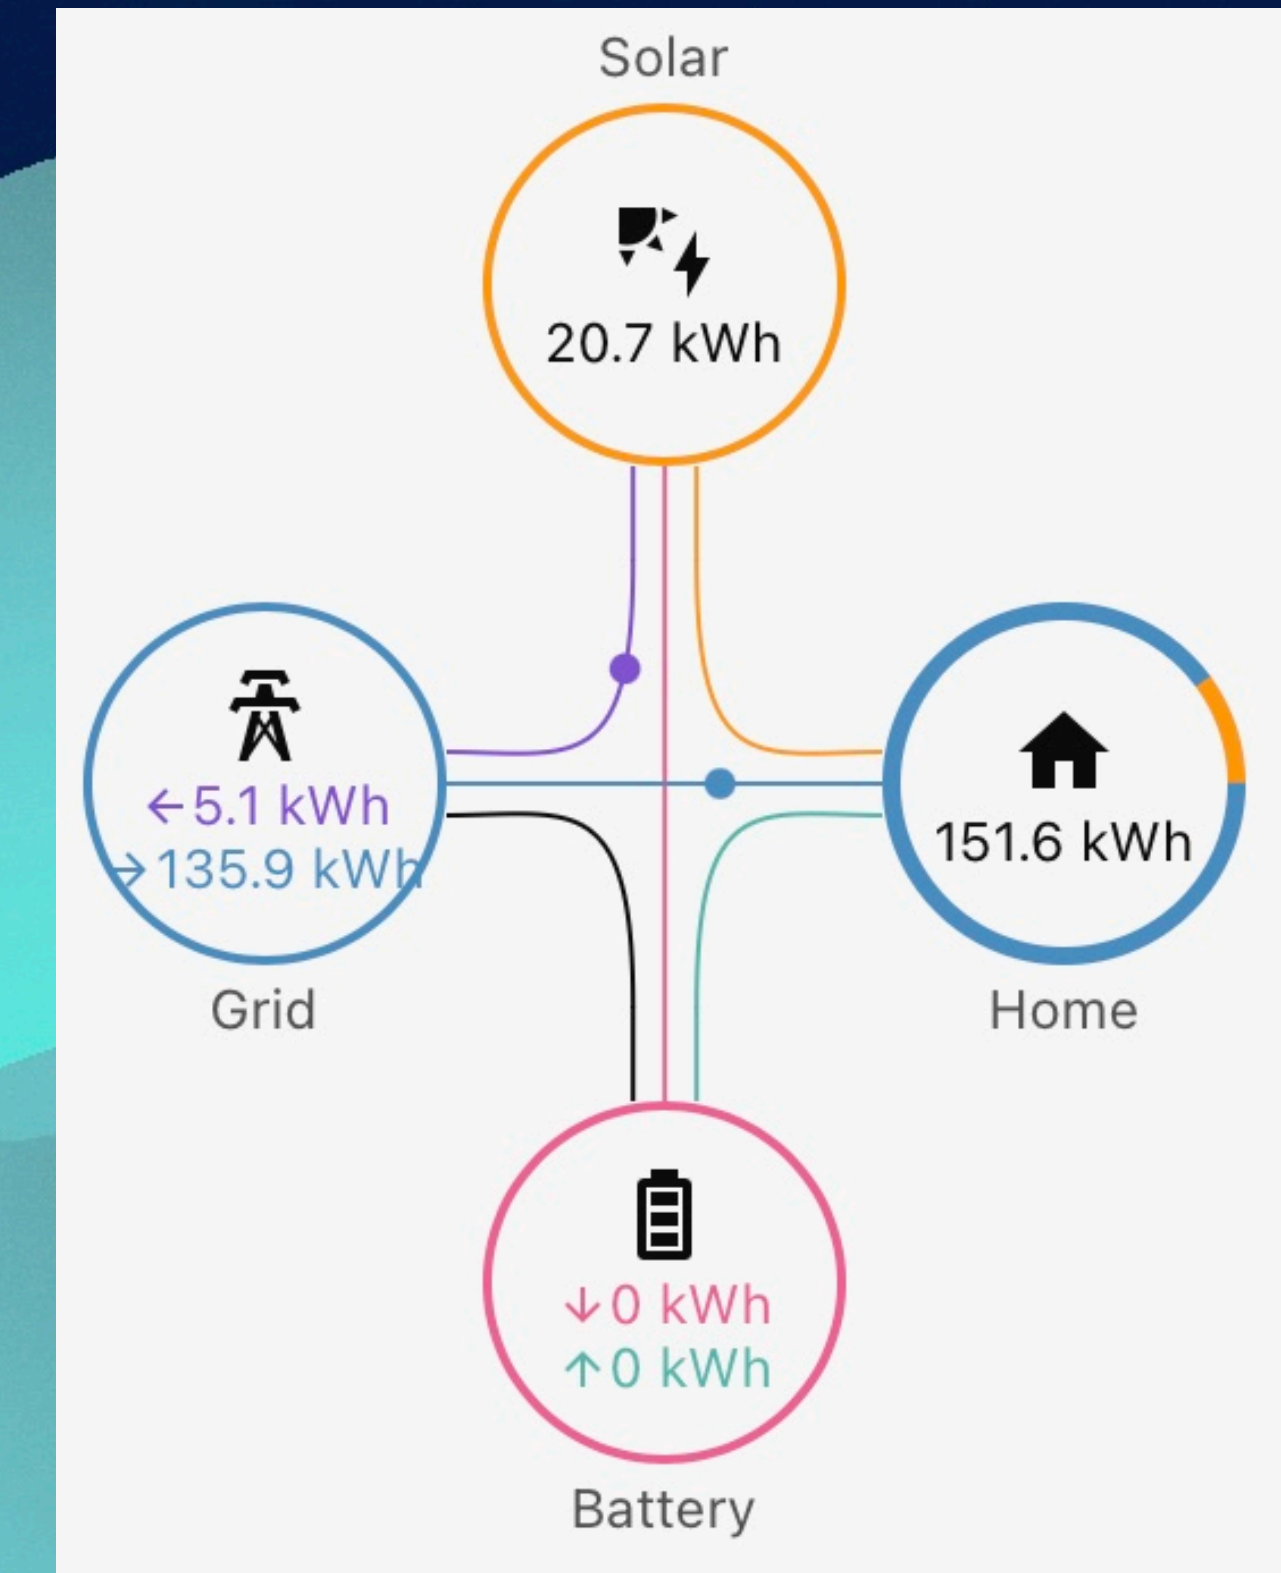 Solar
20.7 kWh
←5.1 kWh
→135.9 kWh
Grid
151.6 kWh
Home
↓0 kWh
↑0 kWh
Battery